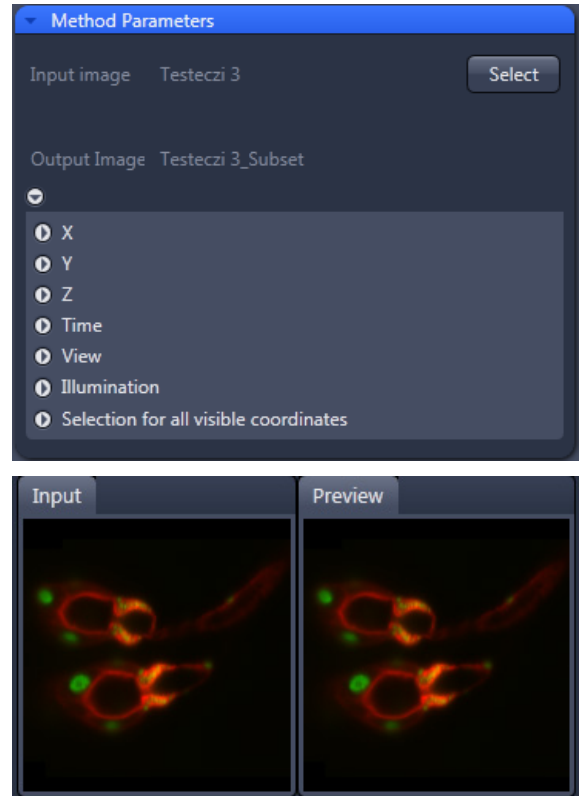 Method Parameters
Input image Testeczi 3 Select
Output Image Testeczi 3_Subset
X
Y
Z
Time
View
Illumination
Selection for all visible coordinates
Input Preview